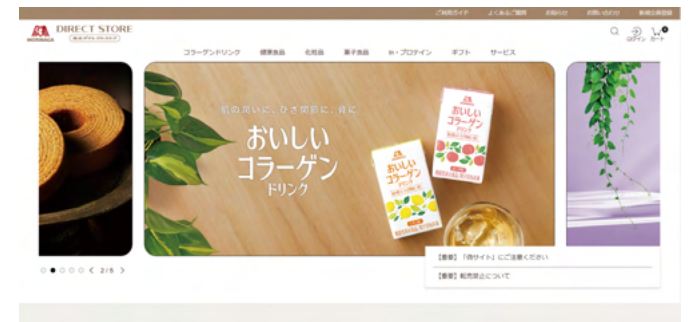 ご利用ガイド よくあるご質問 お知らせ お問い合わせ 新規会員登録
MORINAGA DIRECT STORE
ログイン カート
コラーゲンドリンク 健康食品 化粧品 菓子食品 in・プロテイン ギフト サービス
肌の潤いに、ひざ関節に、骨に
おいしい
コラーゲン
ドリンク
おいしい
コラーゲン
ドリンク
おいしい
コラーゲン
ドリンク
2/6
【重要】「偽サイト」にご注意ください
【重要】転売禁止について